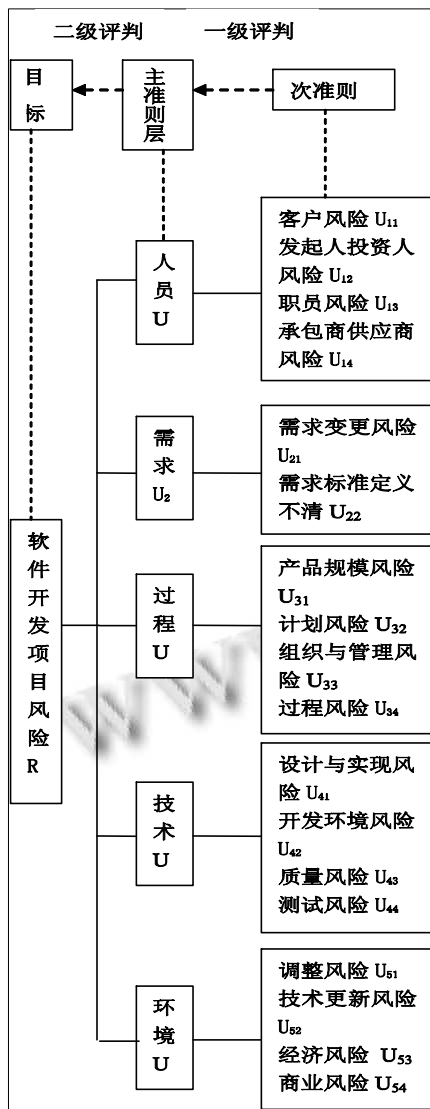 二级评判 一级评判
目标
主准则层
次准则
人员 U
客户风险 U₁₁
发起人投资人
风险 U₁₂
职员风险 U₁₃
承包商供应商
风险 U₁₄
需求 U₂
需求变更风险
U₂₁
需求标准定义
不清 U₂₂
软件开发项目风险 R
过程 U
产品规模风险
U₃₁
计划风险 U₃₂
组织与管理风
险 U₃₃
过程风险 U₃₄
技术 U
设计与实现风
险 U₄₁
开发环境风险
U₄₂
质量风险 U₄₃
测试风险 U₄₄
环境 U
调整风险 U₅₁
技术更新风险
U₅₂
经济风险 U₅₃
商业风险 U₅₄